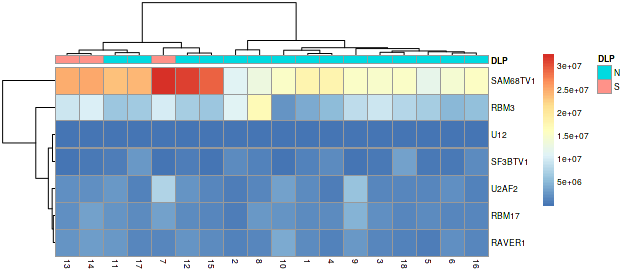 DLP
DLP
N
S
SAM68TV1
RBM3
U12
SF3BTV1
U2AF2
RBM17
RAVER1
3e+07
2.5e+07
2e+07
1.5e+07
1e+07
5e+06
13
14
11
17
7
12
15
2
8
10
1
4
9
3
18
5
6
16